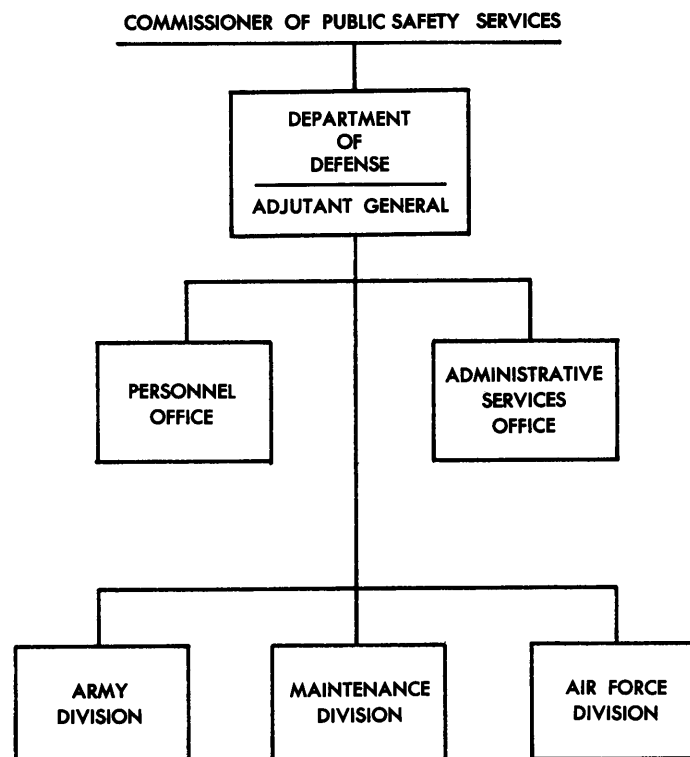 COMMISSIONER OF PUBLIC SAFETY SERVICES
DEPARTMENT
OF
DEFENSE
ADJUTANT GENERAL
PERSONNEL
OFFICE
ADMINISTRATIVE
SERVICES
OFFICE
ARMY
DIVISION
MAINTENANCE
DIVISION
AIR FORCE
DIVISION